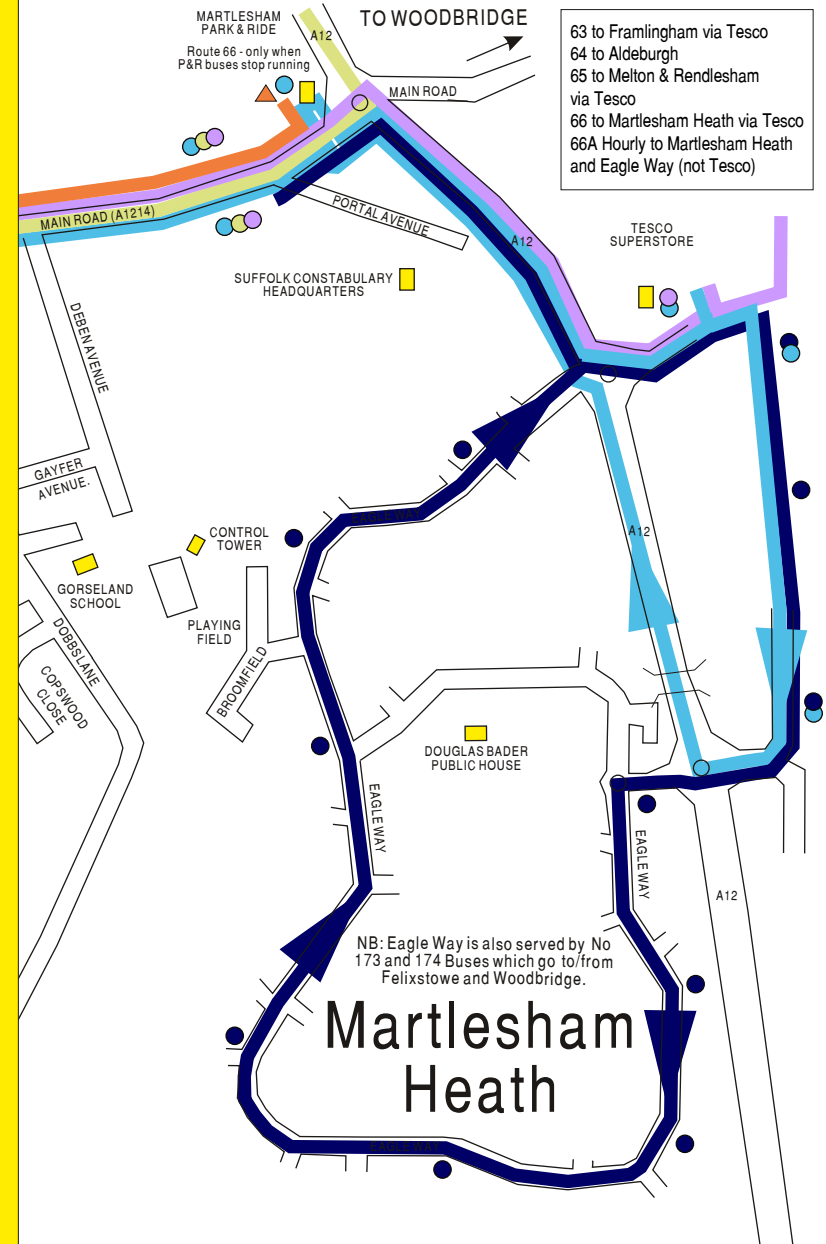 MARTLESHAM
PARK & RIDE
Route 66 - only when
P&R buses stop running
A12
TO WOODBRIDGE
MAIN ROAD
63 to Framlingham via Tesco
64 to Aldeburgh
65 to Melton & Rendlesham
via Tesco
66 to Martlesham Heath via Tesco
66A Hourly to Martlesham Heath
and Eagle Way (not Tesco)
MAIN ROAD (A1214)
PORTAL AVENUE
A12
TESCO
SUPERSTORE
SUFFOLK CONSTABULARY
HEADQUARTERS
DEBEN AVENUE
GAYFER
AVENUE.
EAGLE WAY
A12
CONTROL
TOWER
GORSELAND
SCHOOL
PLAYING
FIELD
DOBBS LANE
COPSWOOD
CLOSE
BROOMFIELD
DOUGLAS BADER
PUBLIC HOUSE
EAGLE WAY
EAGLE WAY
A12
NB: Eagle Way is also served by No
173 and 174 Buses which go to/from
Felixstowe and Woodbridge.
Martlesham
Heath
EAGLE WAY